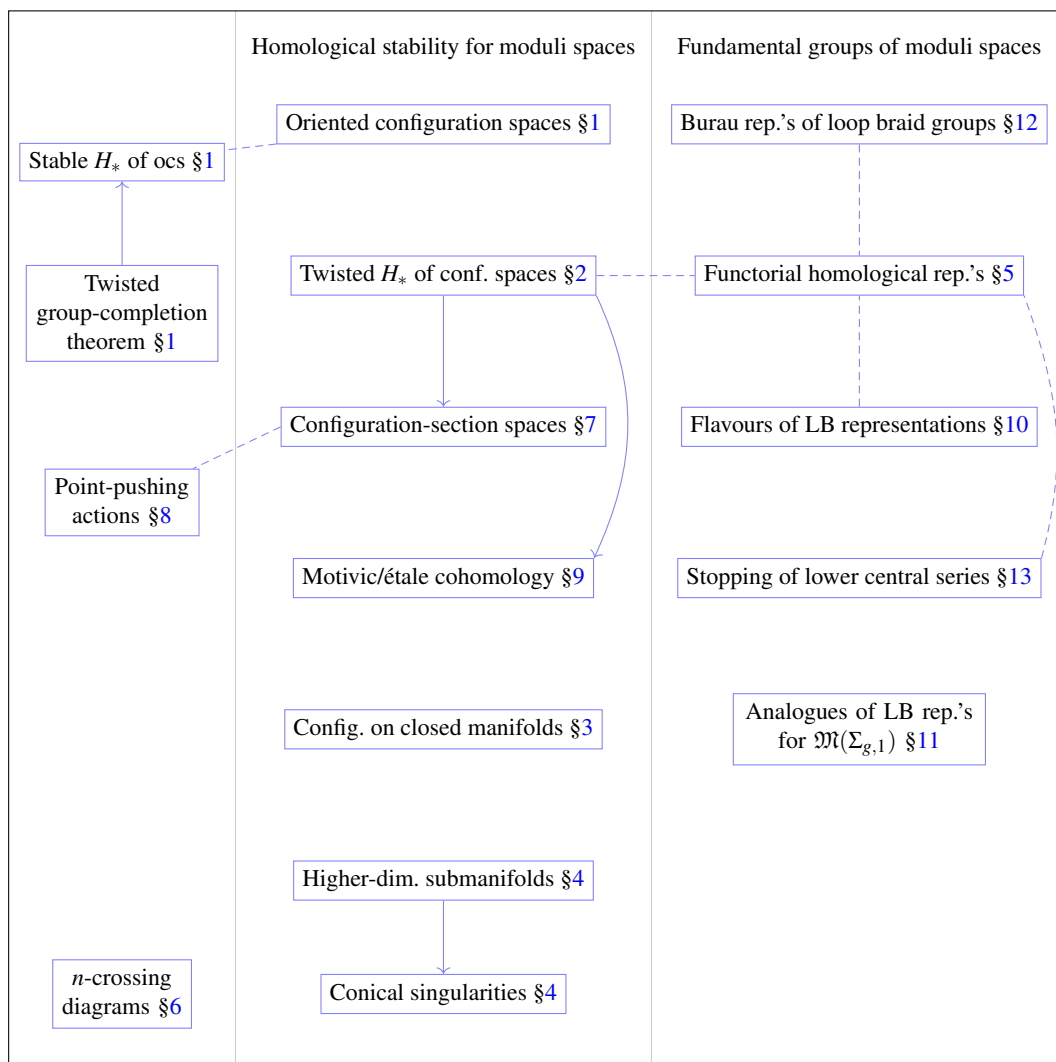 Homological stability for moduli spaces
Fundamental groups of moduli spaces
Oriented configuration spaces §1
Burau rep.'s of loop braid groups §12
Stable H∗ of ocs §1
Twisted
group-completion
theorem §1
Twisted H∗ of conf. spaces §2
Functorial homological rep.'s §5
Configuration-section spaces §7
Flavours of LB representations §10
Point-pushing
actions §8
Motivic/étale cohomology §9
Stopping of lower central series §13
Config. on closed manifolds §3
Analogues of LB rep.'s
for 𝔐(Σg,1) §11
Higher-dim. submanifolds §4
n-crossing
diagrams §6
Conical singularities §4